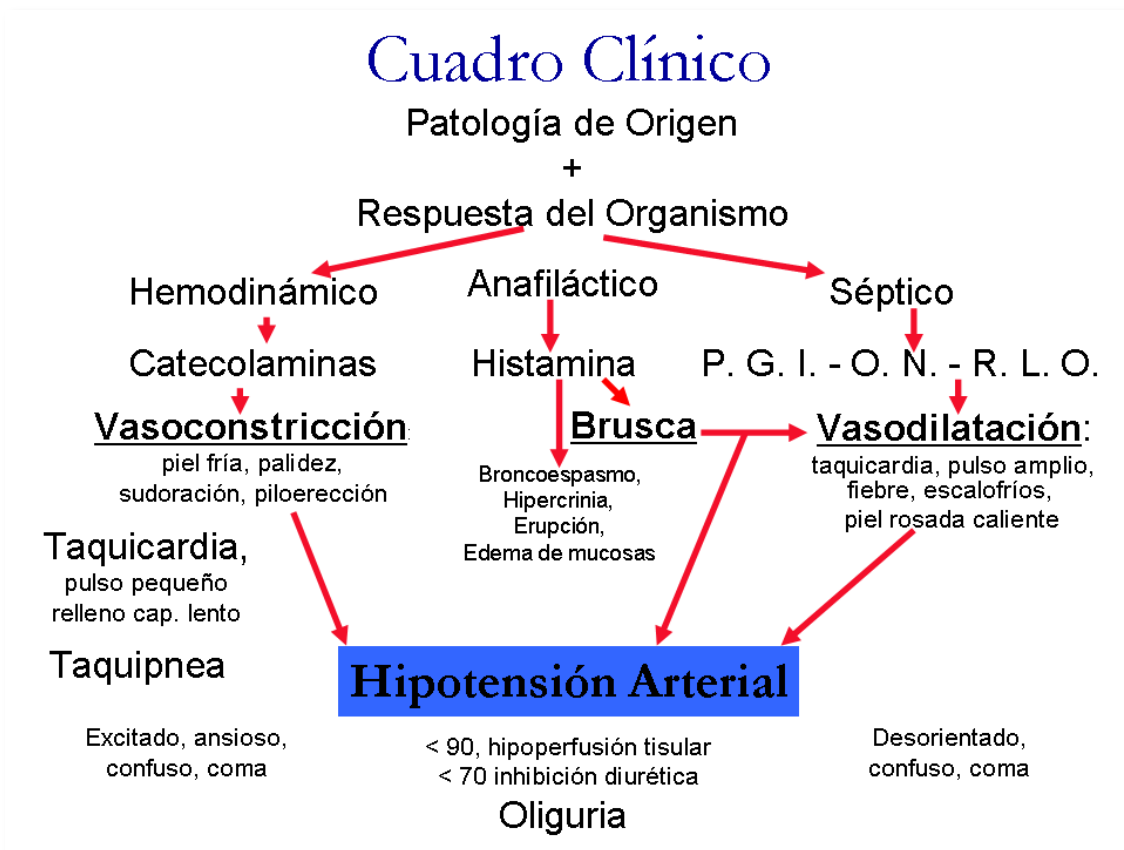 Cuadro Clínico
Patología de Origen
+
Respuesta del Organismo
Hemodinámico
Anafiláctico
Séptico
Catecolaminas
Histamina
P. G. I. - O. N. - R. L. O.
Vasoconstricción:
piel fría, palidez,
sudoración, piloerección
Brusca
Vasodilatación:
taquicardia, pulso amplio,
fiebre, escalofríos,
piel rosada caliente
Broncoespasmo,
Hipercrinia,
Erupción,
Edema de mucosas
Taquicardia,
pulso pequeño
relleno cap. lento
Taquipnea
Hipotensión Arterial
Excitado, ansioso,
confuso, coma
< 90, hipoperfusión tisular
< 70 inhibición diurética
Oliguria
Desorientado,
confuso, coma